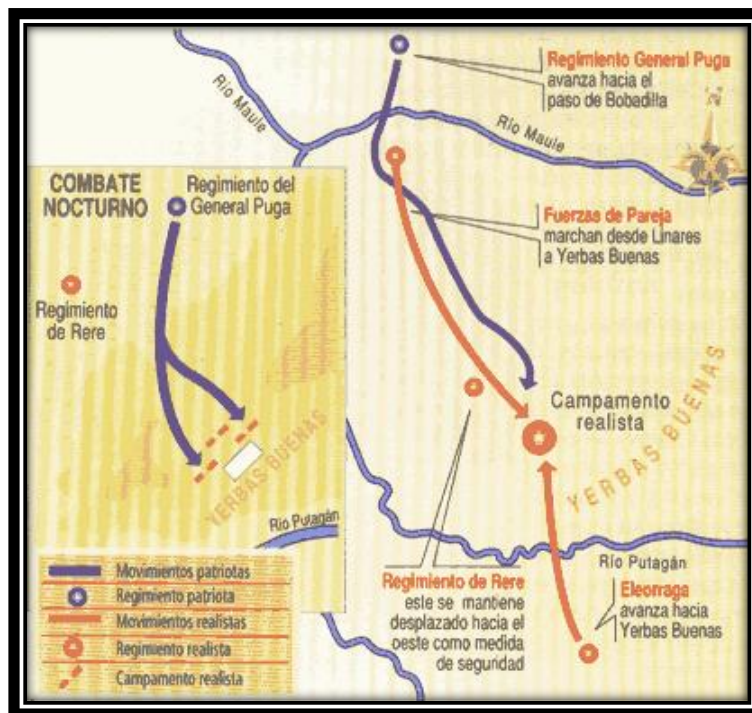 Regimiento General Puga
avanza hacia el
paso de Bobadilla
Río Maule
Río Maule
COMBATE
NOCTURNO
Regimiento del
General Puga
Regimiento
de Rere
YERBAS BUENAS
Río Putagán
Fuerzas de Pareja
marchan desde Linares
a Yerbas Buenas
Campamento
realista
YERBAS BUENAS
Río Putagán
Regimiento de Rere
este se mantiene
desplazado hacia el
oeste como medida
de seguridad
Eleorraga
avanza hacia
Yerbas Buenas
Movimientos patriotas
Regimiento patriota
Movimientos realistas
Regimiento realista
Campamento realista